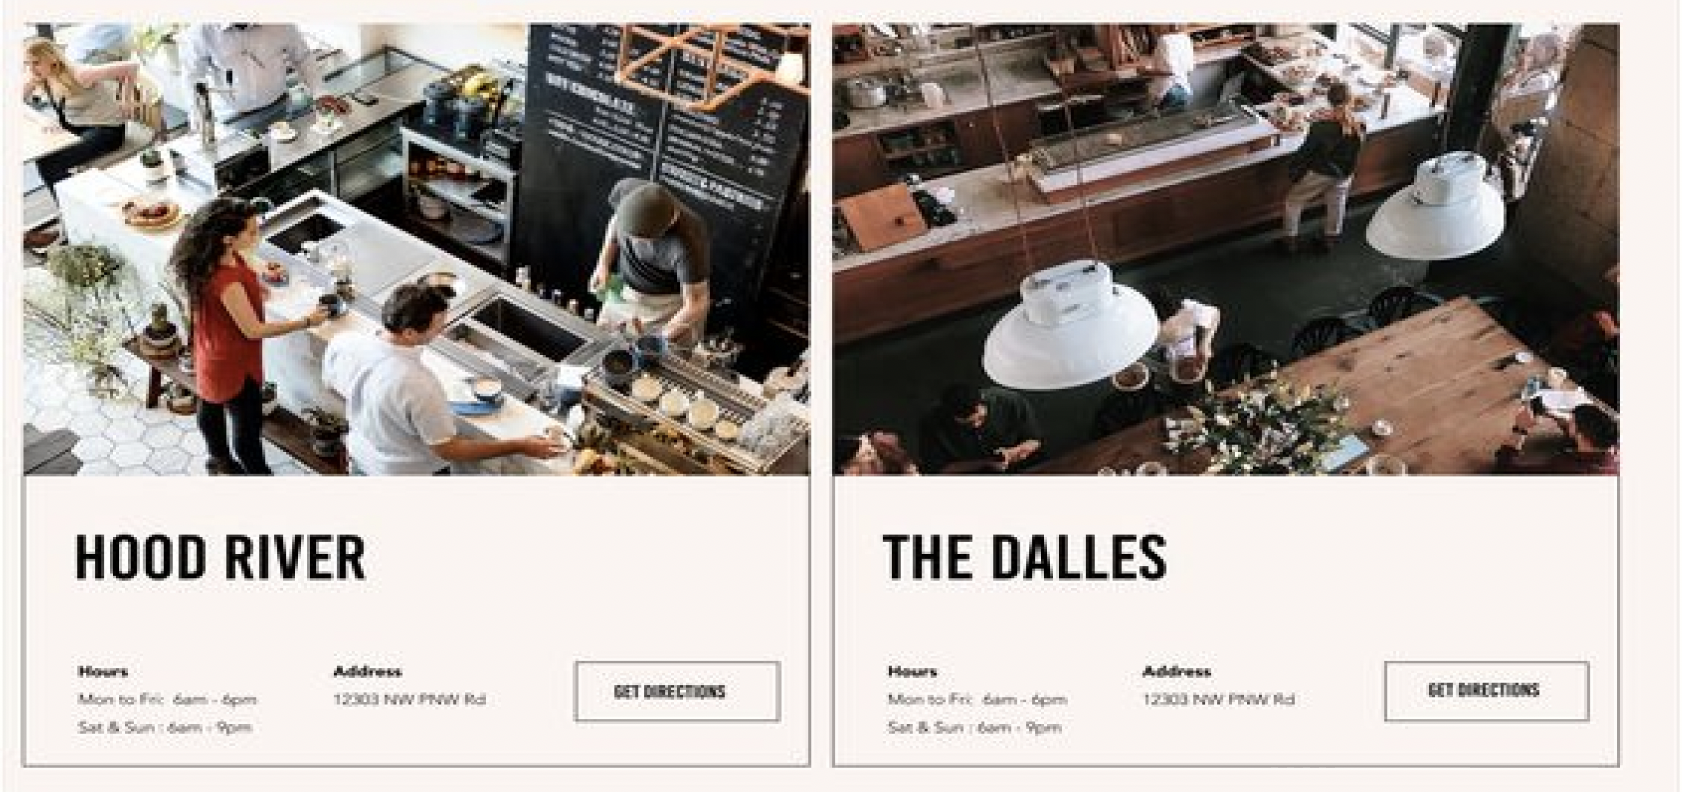 HOT CHOCOLATE
HOOD RIVER
Hours
Mon to Fri: 6am - 6pm
Sat & Sun : 6am - 9pm
Address
12303 NW PNW Rd
GET DIRECTIONS
THE DALLES
Hours
Mon to Fri: 6am - 6pm
Sat & Sun : 6am - 9pm
Address
12303 NW PNW Rd
GET DIRECTIONS